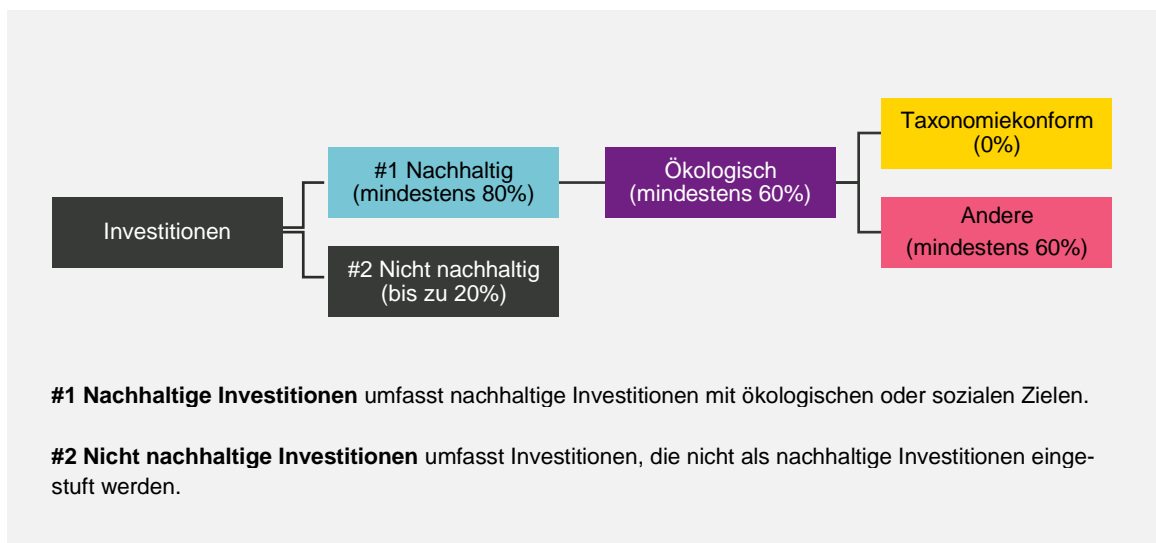 Taxonomiekonform
(0%)
#1 Nachhaltig
(mindestens 80%)
Ökologisch
(mindestens 60%)
Investitionen
Andere
(mindestens 60%)
#2 Nicht nachhaltig
(bis zu 20%)
#1 Nachhaltige Investitionen umfasst nachhaltige Investitionen mit ökologischen oder sozialen Zielen.
#2 Nicht nachhaltige Investitionen umfasst Investitionen, die nicht als nachhaltige Investitionen einge-
stuft werden.